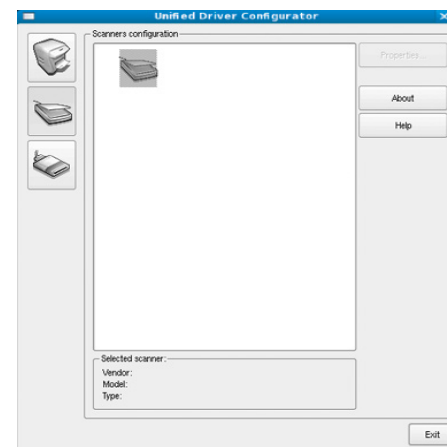 Unified Driver Configurator
Scanners configuration
Properties...
About
Help
Selected scanner:
Vendor:
Model:
Type:
Exit